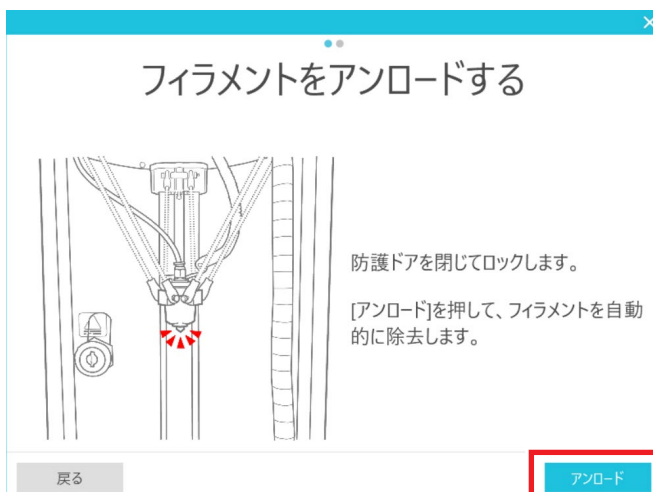 フィラメントをアンロードする
防護ドアを閉じてロックします。
[アンロード]を押して、フィラメントを自動
的に除去します。
戻る
アンロード